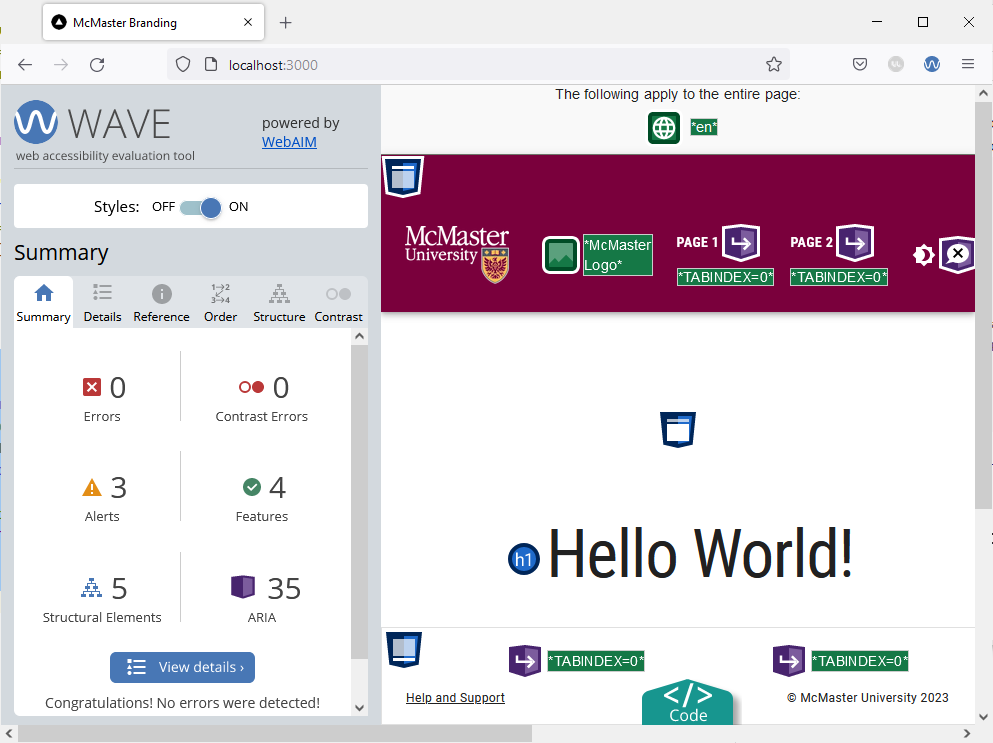 McMaster Branding
localhost:3000
WAVE
web accessibility evaluation tool
powered by
WebAIM
Styles: OFF ON
Summary
Summary Details Reference Order Structure Contrast
0
Errors
0
Contrast Errors
3
Alerts
4
Features
5
Structural Elements
35
ARIA
View details ›
Congratulations! No errors were detected!
The following apply to the entire page:
*en*
McMaster
University
*McMaster
Logo*
PAGE 1
*TABINDEX=0*
PAGE 2
*TABINDEX=0*
h1 Hello World!
*TABINDEX=0*
*TABINDEX=0*
Help and Support
</>
Code
© McMaster University 2023